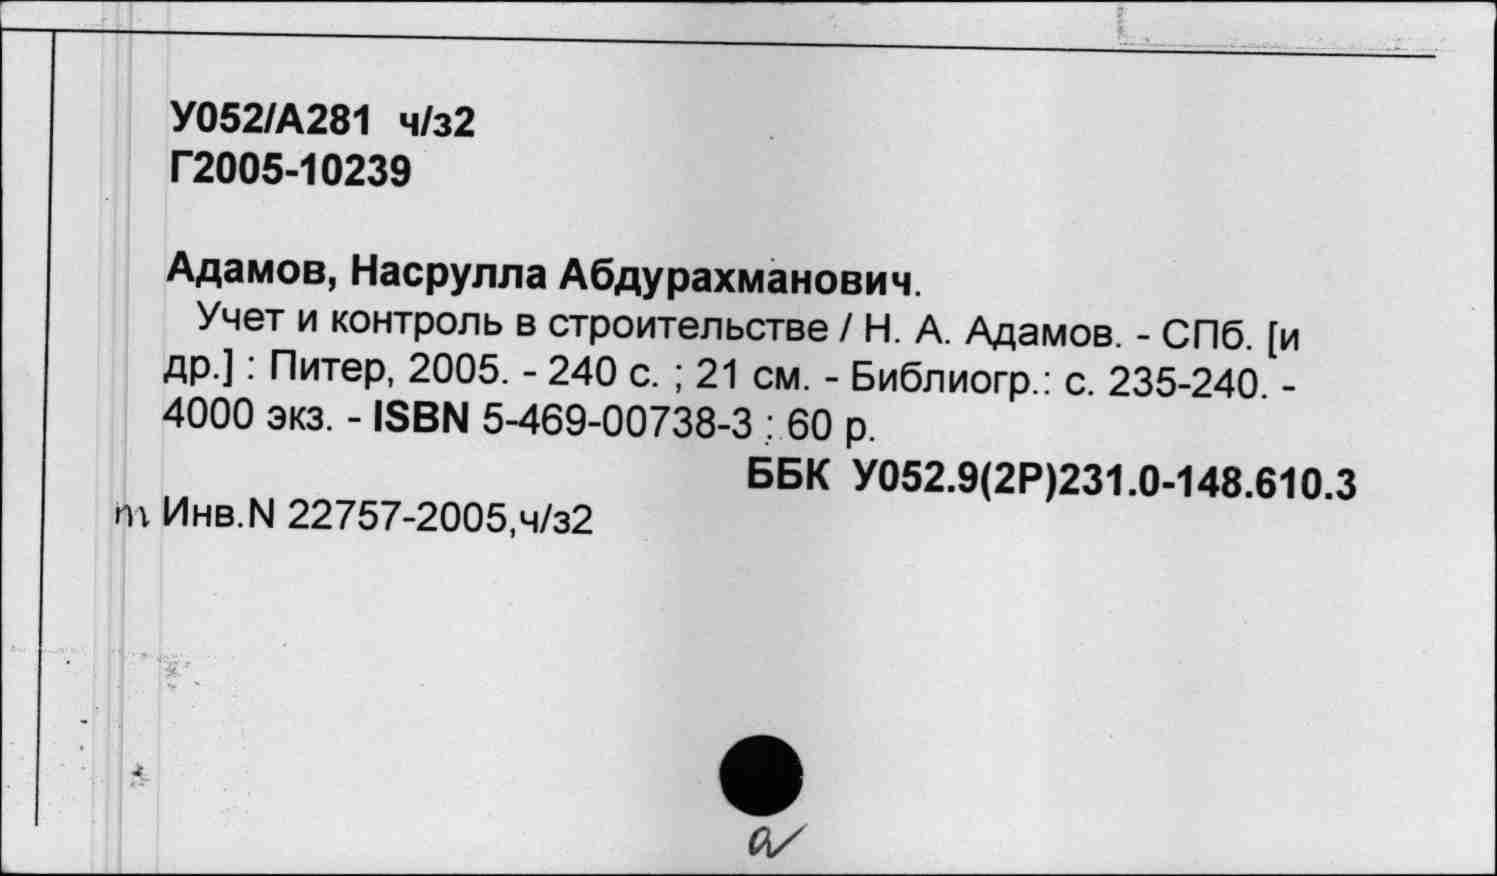 У052/А281 ч/з2
Г2005-10239
Адамов, Насрулла Абдурахманович.
Учет и контроль в строительстве / Н. А. Адамов. - СПб. [и
др.] : Питер, 2005. - 240 с. ; 21 см. - Библиогр.: с. 235-240. -
4000 экз. - ISBN 5-469-00738-3 : 60 р.
ББК У052.9(2Р)231.0-148.610.3
Инв.N 22757-2005,ч/з2